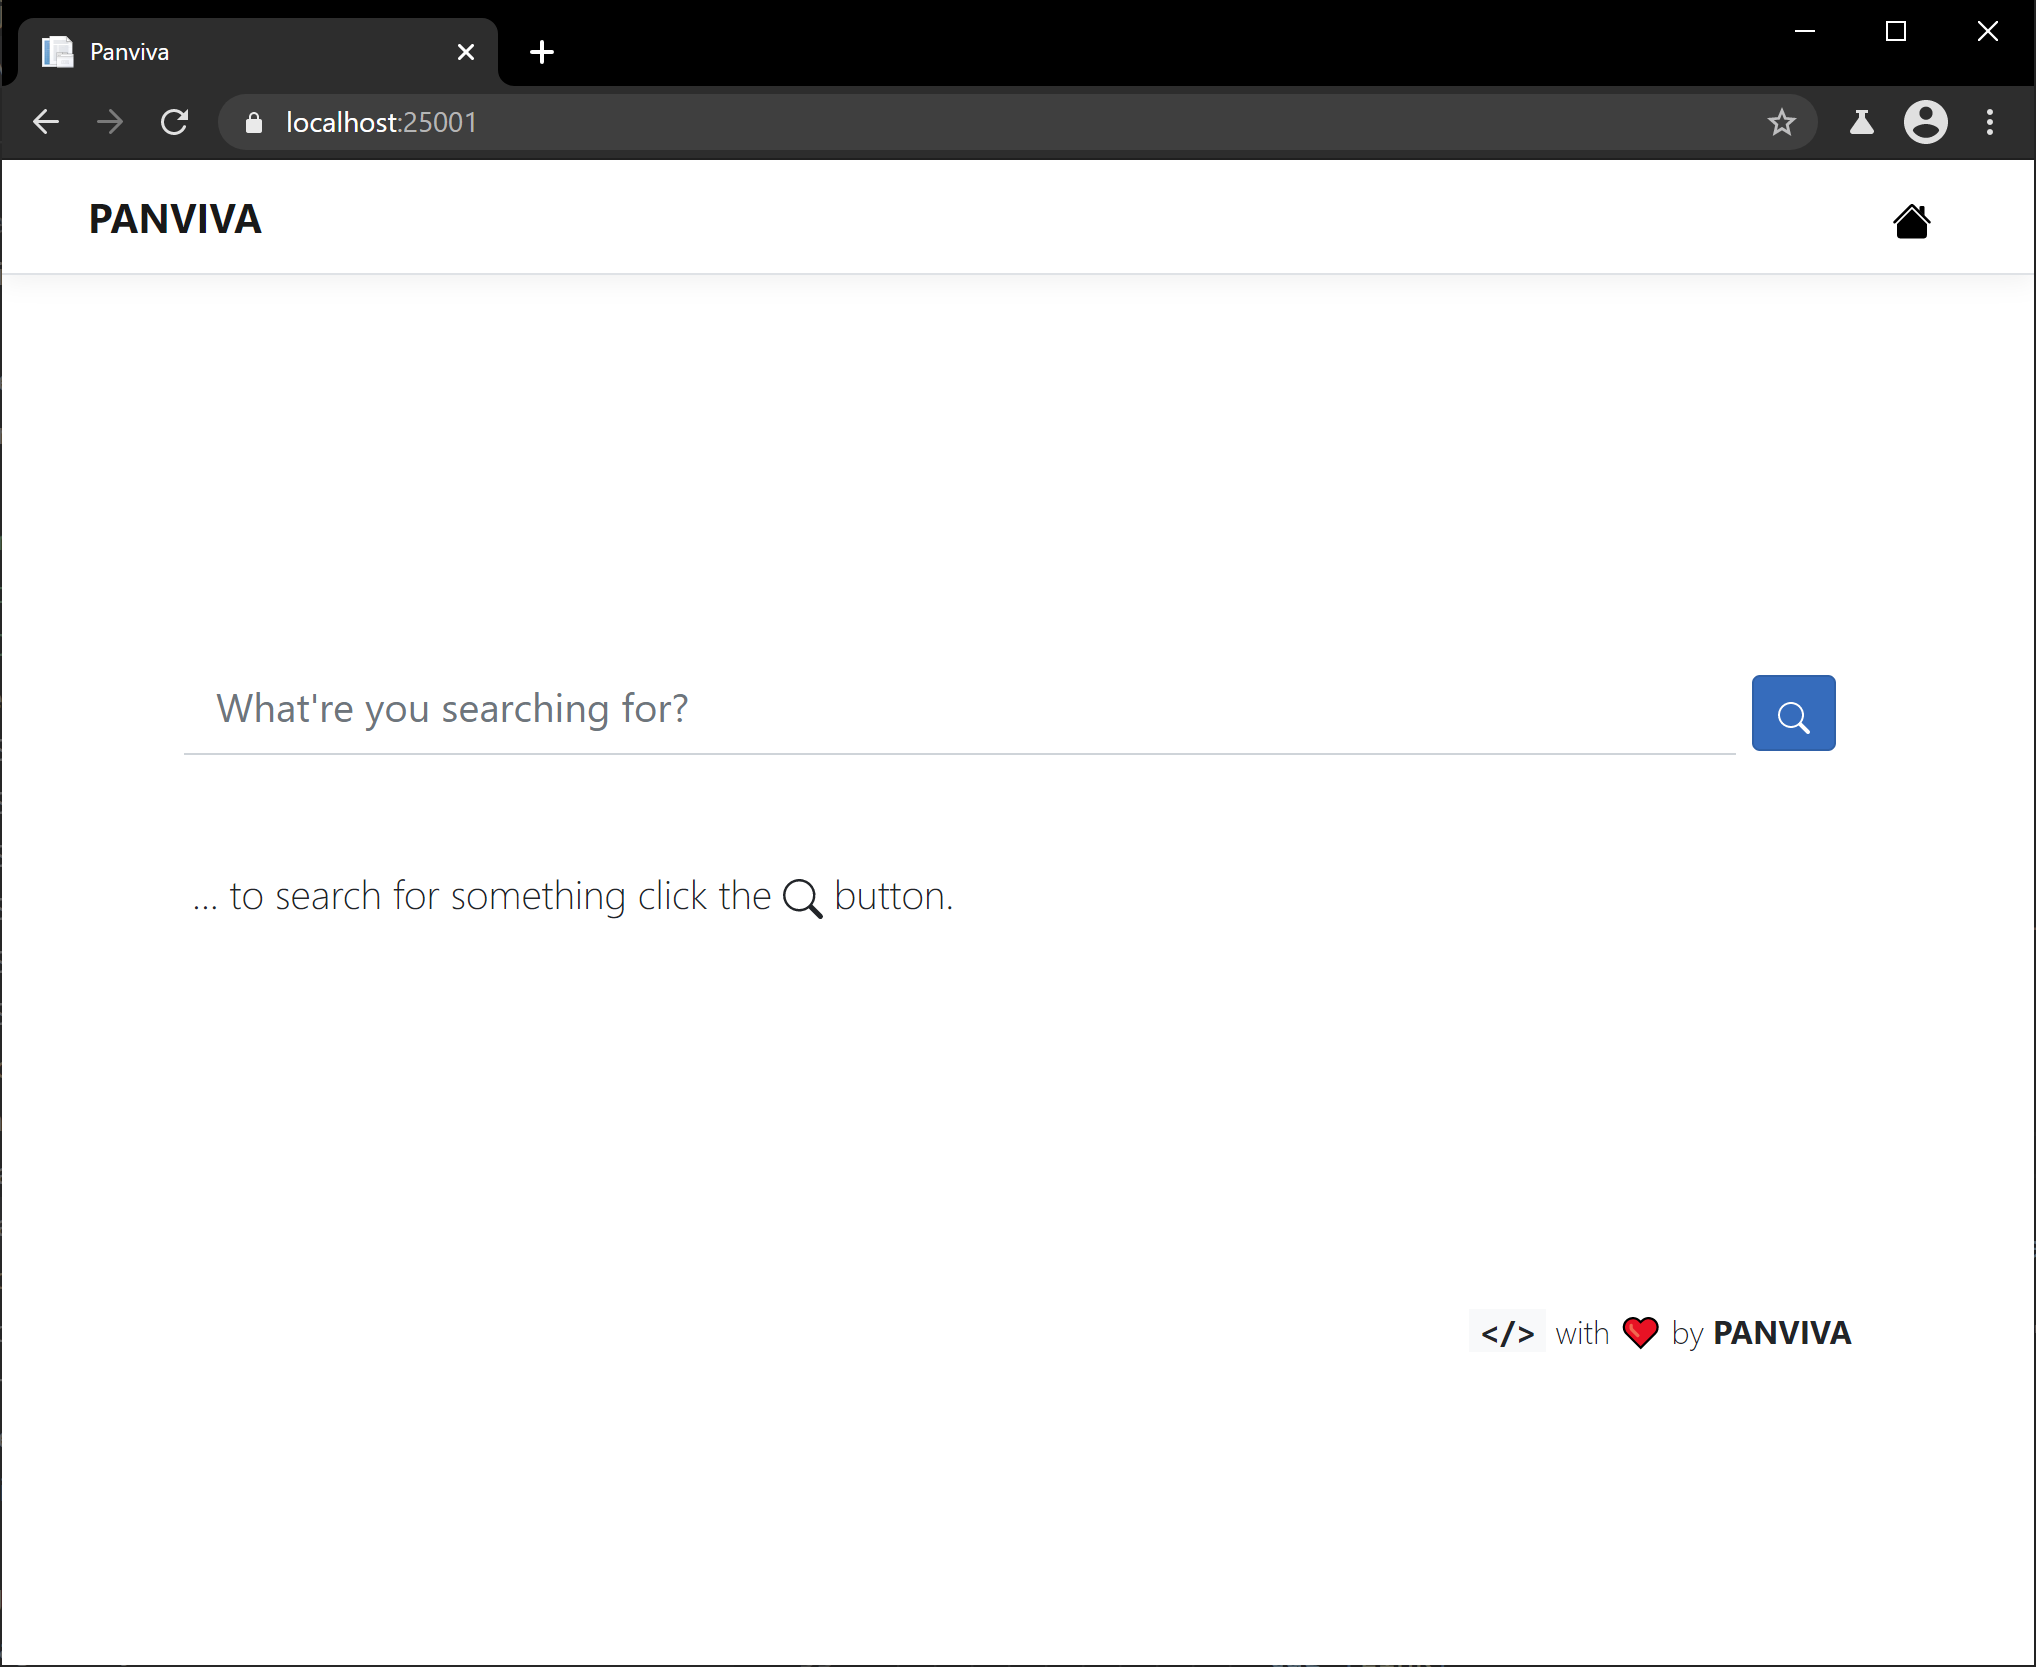 Panviva
localhost:25001
PANVIVA
What're you searching for?
... to search for something click the button.
</> with by PANVIVA